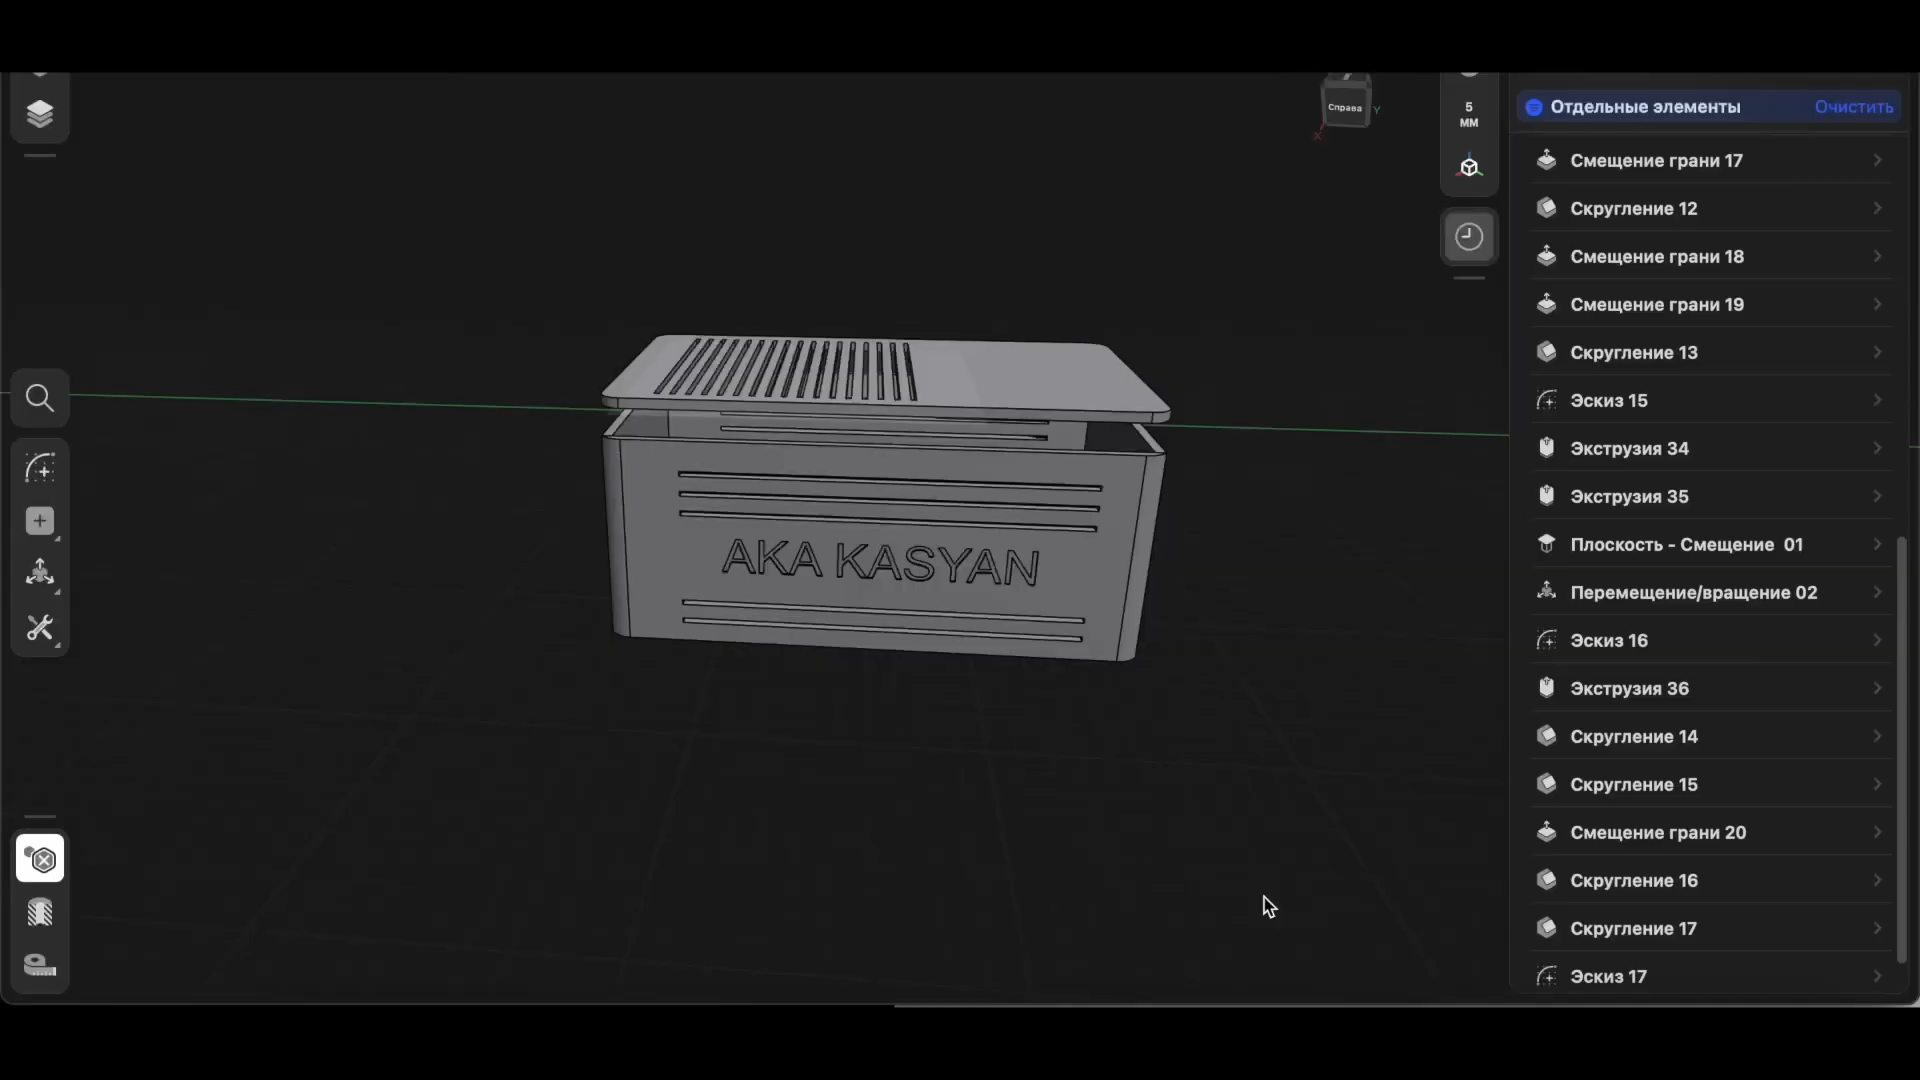 Справа
Y
X
5
мм
Отдельные элементы
Очистить
Смещение грани 17
Скругление 12
Смещение грани 18
Смещение грани 19
Скругление 13
Эскиз 15
Экструзия 34
Экструзия 35
Плоскость - Смещение 01
Перемещение/вращение 02
Эскиз 16
Экструзия 36
Скругление 14
Скругление 15
Смещение грани 20
Скругление 16
Скругление 17
Эскиз 17
AKA KASYAN